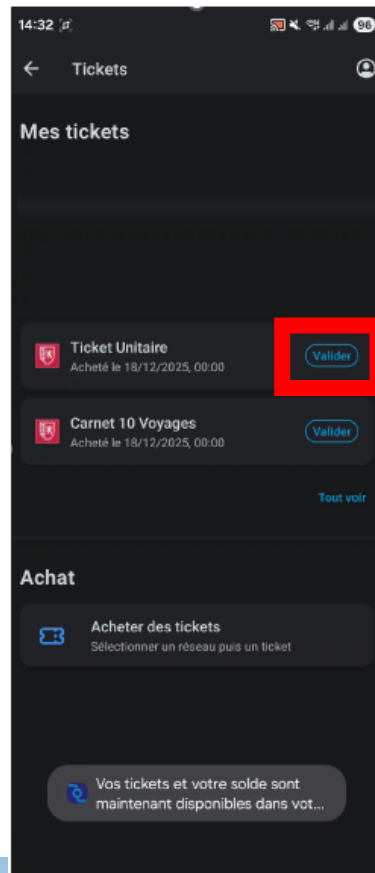 14:32
96
Tickets
Mes tickets
Ticket Unitaire
Acheté le 18/12/2025, 00:00
Valider
Carnet 10 Voyages
Acheté le 18/12/2025, 00:00
Valider
Tout voir
Achat
Acheter des tickets
Sélectionner un réseau puis un ticket
Vos tickets et votre solde sont
maintenant disponibles dans vot...